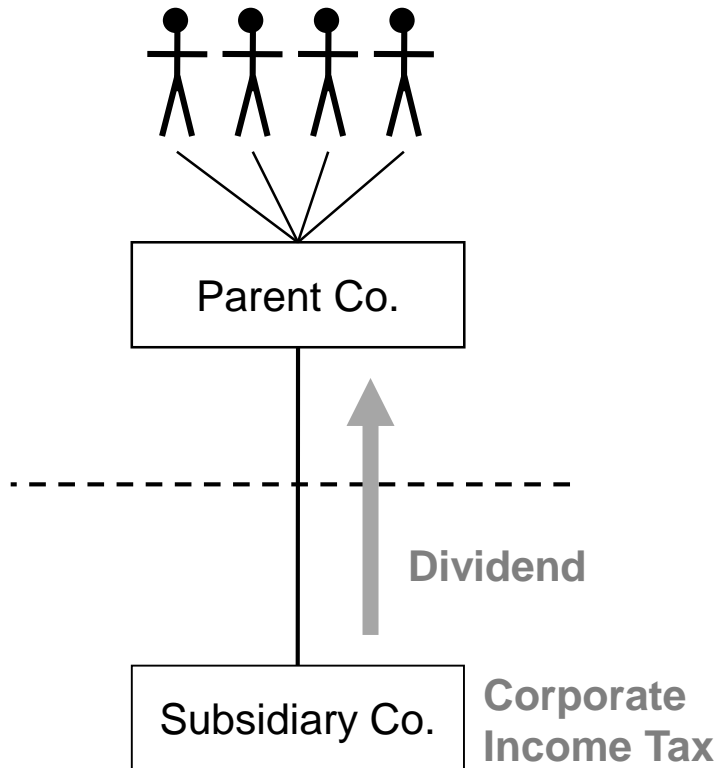 Parent Co.
Dividend
Subsidiary Co.
Corporate
Income Tax